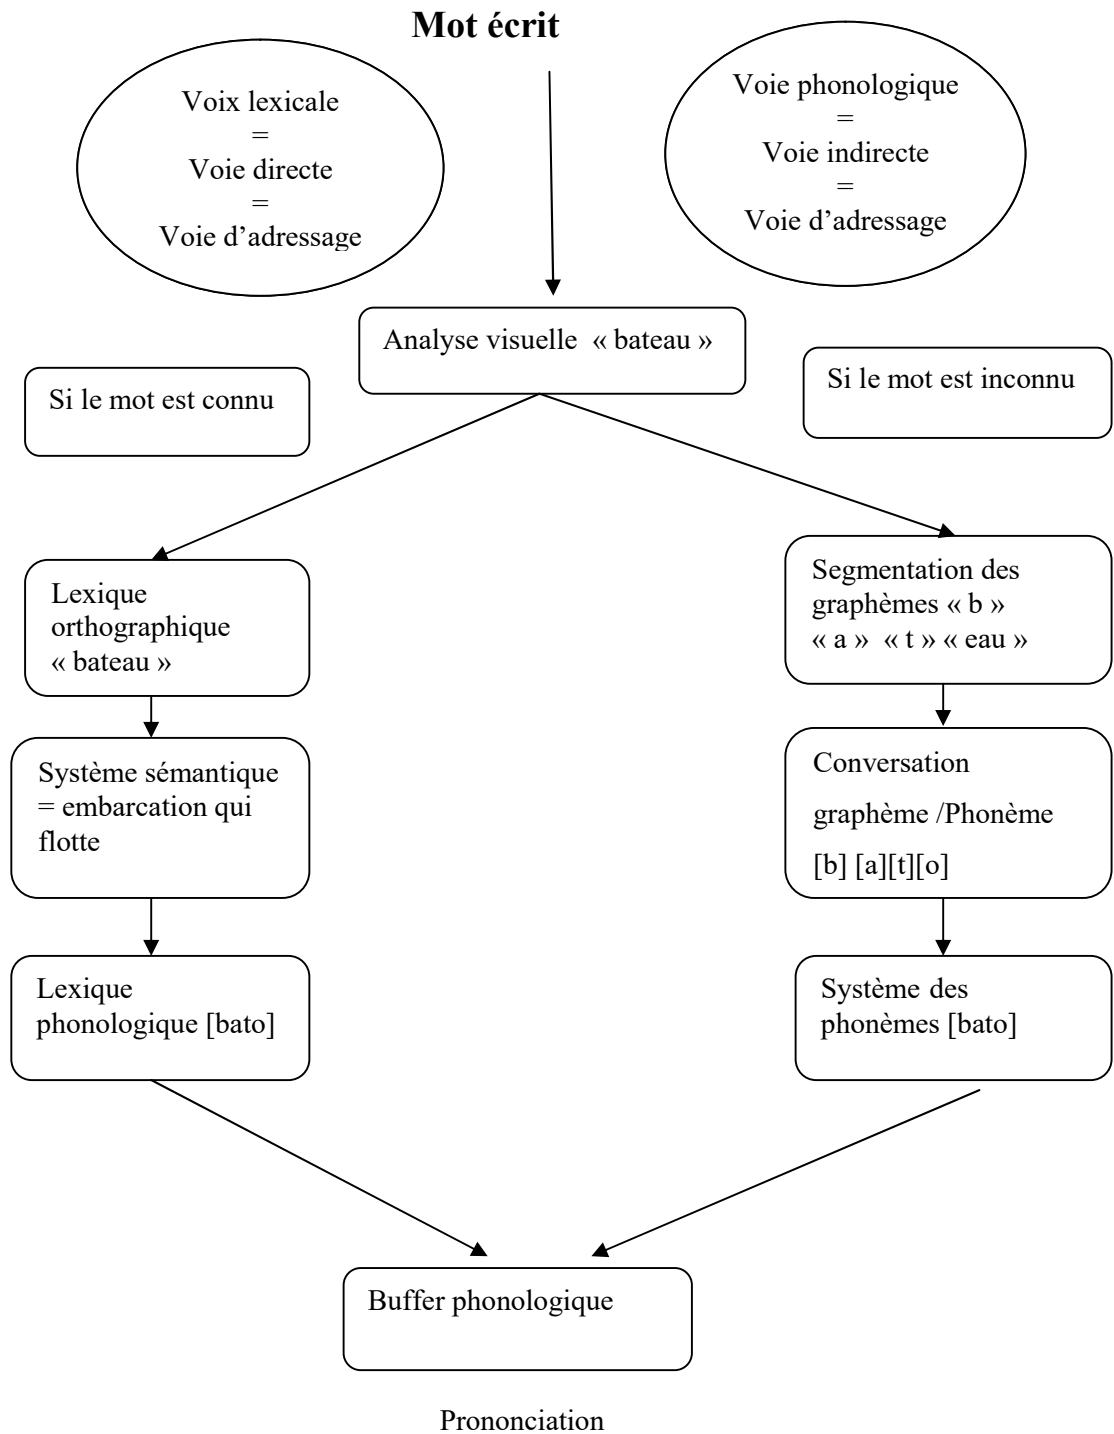 Mot écrit
Voix lexicale
=
Voie directe
=
Voie d’adressage
Voie phonologique
=
Voie indirecte
=
Voie d’adressage
Analyse visuelle « bateau »
Si le mot est connu
Si le mot est inconnu
Lexique
orthographique
« bateau »
Segmentation des
graphèmes « b »
« a » « t » « eau »
Système sémantique
= embarcation qui
flotte
Conversation
graphème /Phonème
[b] [a][t][o]
Lexique
phonologique [bato]
Système des
phonèmes [bato]
Buffer phonologique
Prononciation